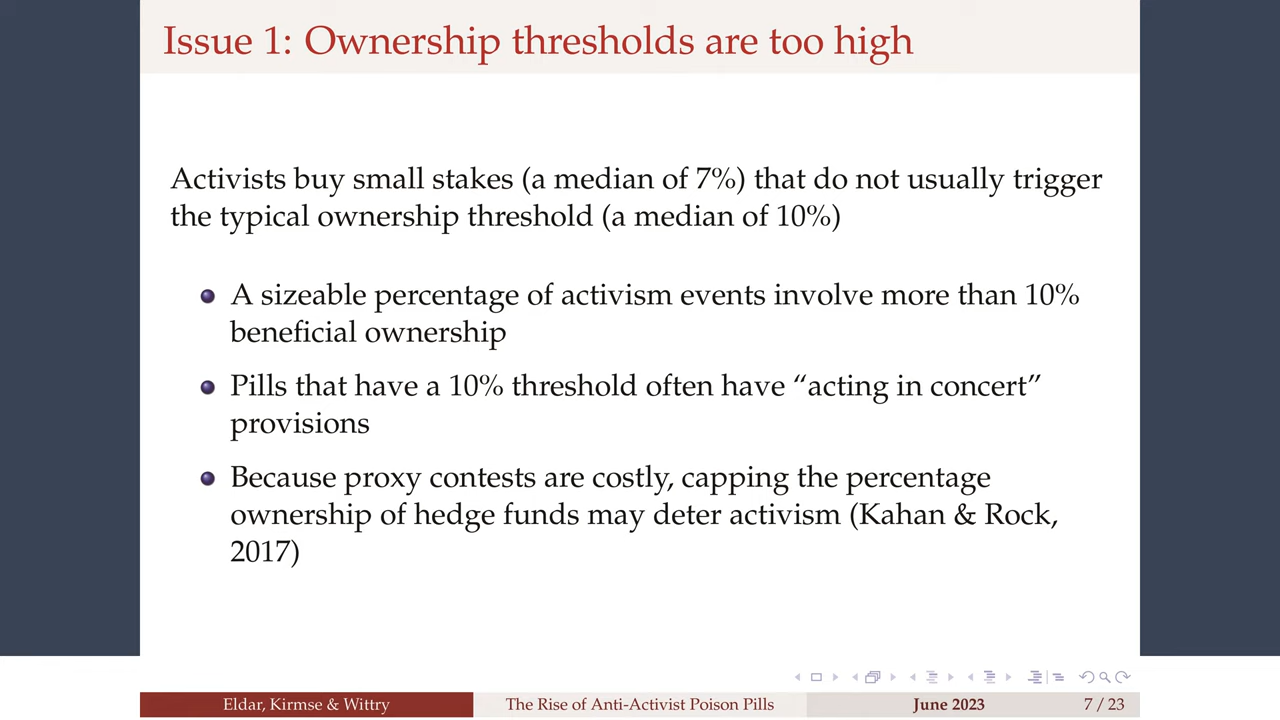 Issue 1: Ownership thresholds are too high
Activists buy small stakes (a median of 7%) that do not usually trigger
the typical ownership threshold (a median of 10%)
A sizeable percentage of activism events involve more than 10%
beneficial ownership
Pills that have a 10% threshold often have “acting in concert”
provisions
Because proxy contests are costly, capping the percentage
ownership of hedge funds may deter activism (Kahan & Rock,
2017)
Eldar, Kirmse & Wittry The Rise of Anti-Activist Poison Pills June 2023 7 / 23